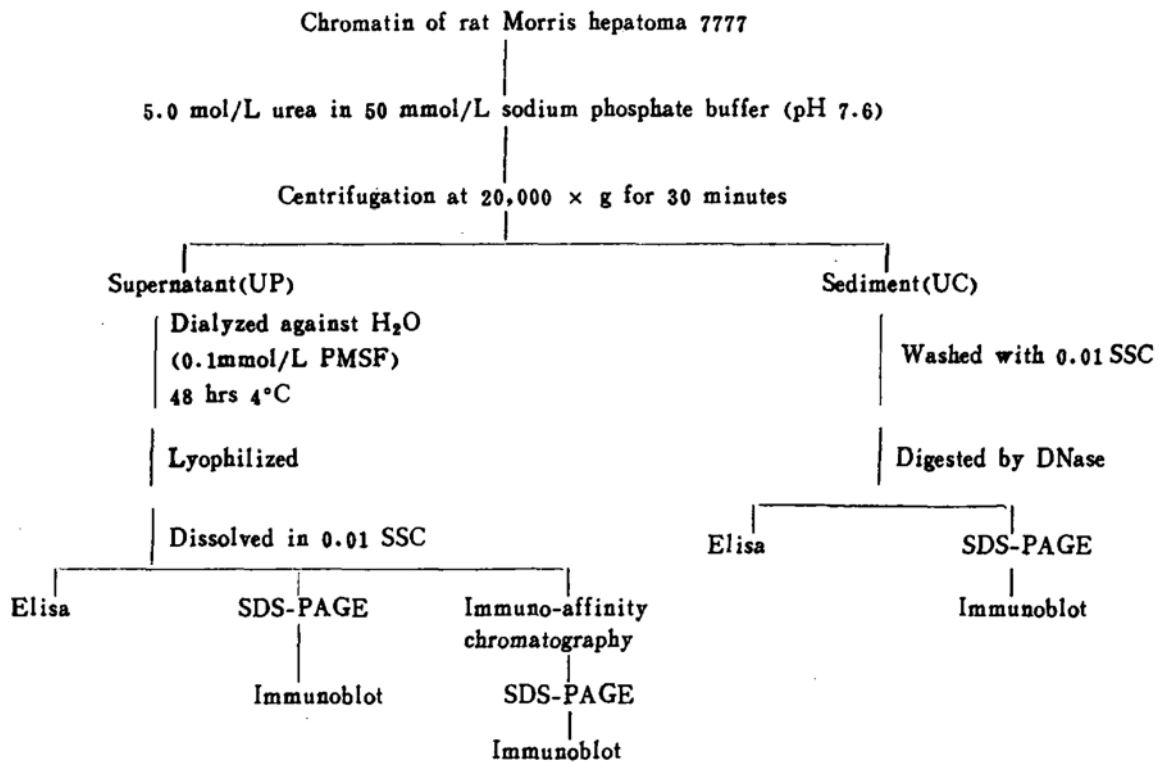 Chromatin of rat Morris hepatoma 7777
5.0 mol/L urea in 50 mmol/L sodium phosphate buffer (pH 7.6)
Centrifugation at 20,000 × g for 30 minutes
Supernatant(UP)
Sediment(UC)
Dialyzed against H₂O
(0.1mmol/L PMSF)
48 hrs 4°C
Washed with 0.01 SSC
Lyophilized
Digested by DNase
Dissolved in 0.01 SSC
Elisa
SDS-PAGE
Elisa
SDS-PAGE
Immuno-affinity
chromatography
Immunoblot
Immunoblot
SDS-PAGE
Immunoblot